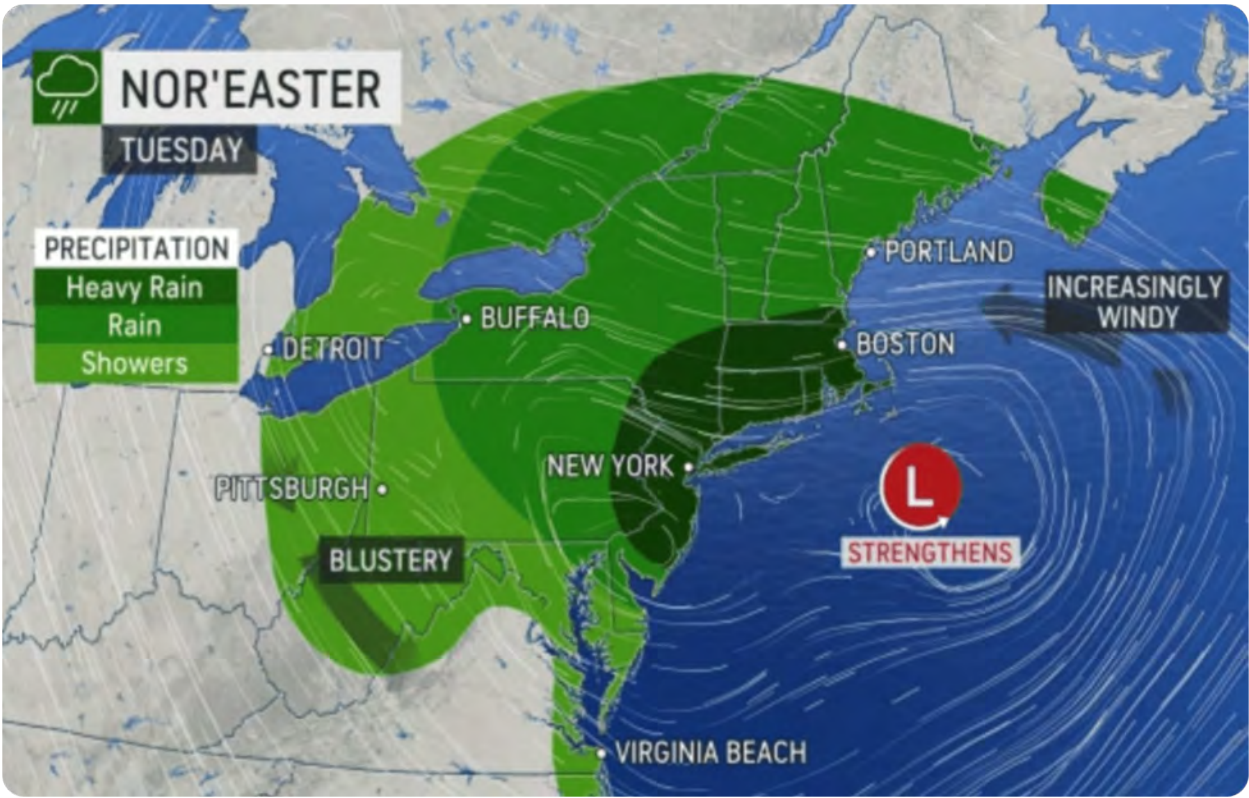 NOR'EASTER
TUESDAY
PRECIPITATION
Heavy Rain
Rain
Showers
PORTLAND
INCREASINGLY
WINDY
BUFFALO
DETROIT
BOSTON
NEW YORK
PITTSBURGH
L
STRENGTHENS
BLUSTERY
VIRGINIA BEACH